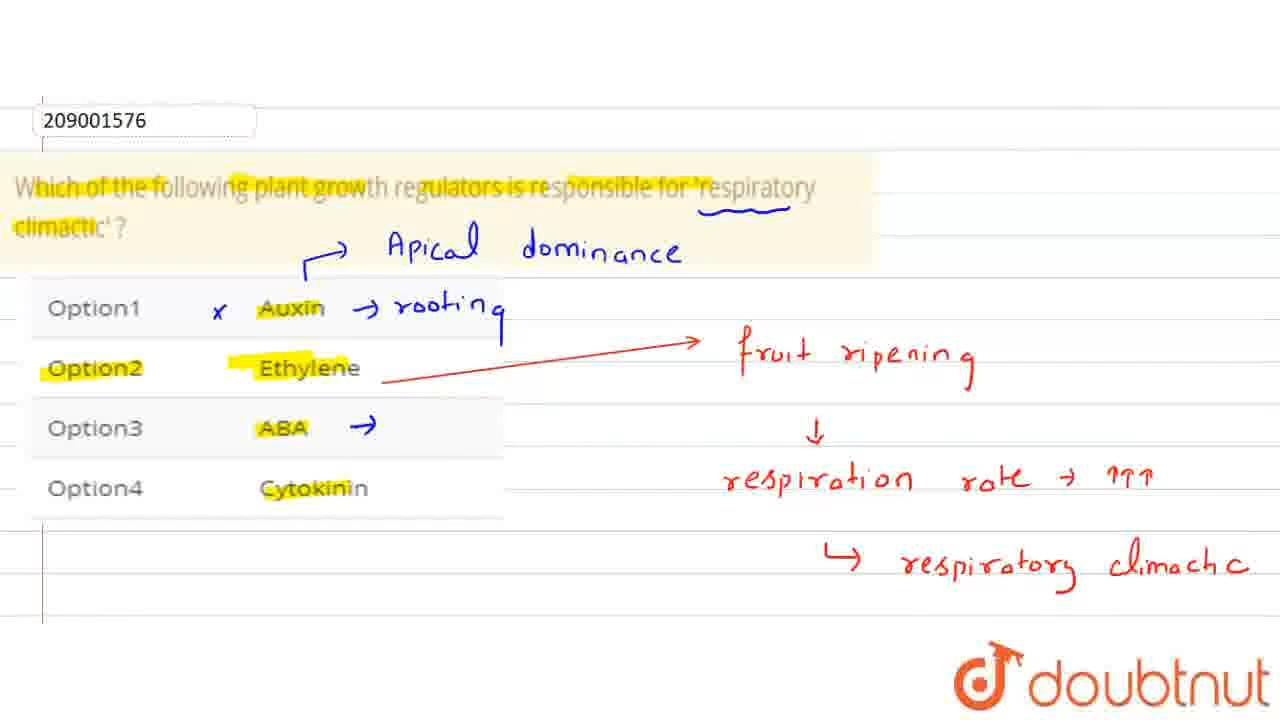 209001576
Which of the following plant growth regulators is responsible for 'respiratory
climactic' ?
→ Apical dominance
Option1 x Auxin → rooting
Option2 Ethylene → fruit ripening
↓
Option3 ABA →
respiration rate → ↑↑↑
Option4 Cytokinin
↳ respiratory climactic
doubtnut